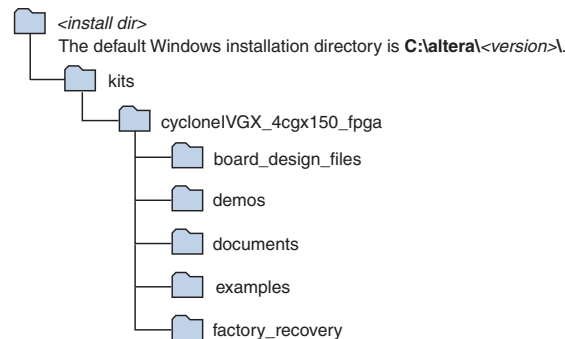 <install dir>
The default Windows installation directory is C:\altera\<version>\.
kits
cycloneIVGX_4cgx150_fpga
board_design_files
demos
documents
examples
factory_recovery